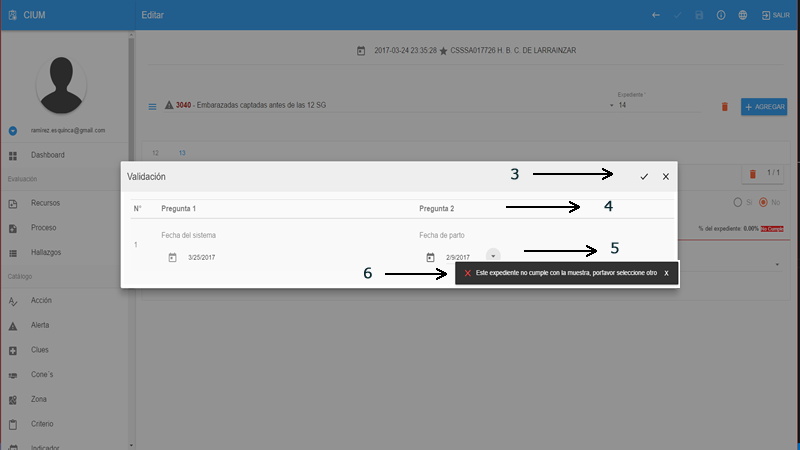 CIUM
Editar
SALIR
2017-03-24 23:35:28 CSSSA017726 H. B. C. DE LARRAINZAR
ramirez.esquinca@gmail.com
Dashboard
Evaluación
Recursos
Proceso
Hallazgos
Catálogo
Acción
Alerta
Clues
Cone´s
Zona
Criterio
Indicador
3040 - Embarazadas captadas antes de las 12 SG
Expediente *
14
+ AGREGAR
12 13
1 / 1
Si No
% del expediente: 0.00% No Cumple
Validación
3
N° Pregunta 1 Pregunta 2
4
1
Fecha del sistema Fecha de parto
3/25/2017 2/9/2017
5
6
Este expediente no cumple con la muestra, porfavor seleccione otro X